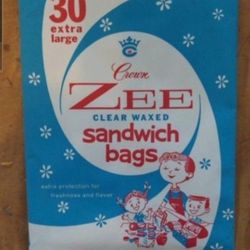 30
extra
large
Crown
ZEE
CLEAR WAXED
sandwich
bags
extra protection for
freshness and flavor